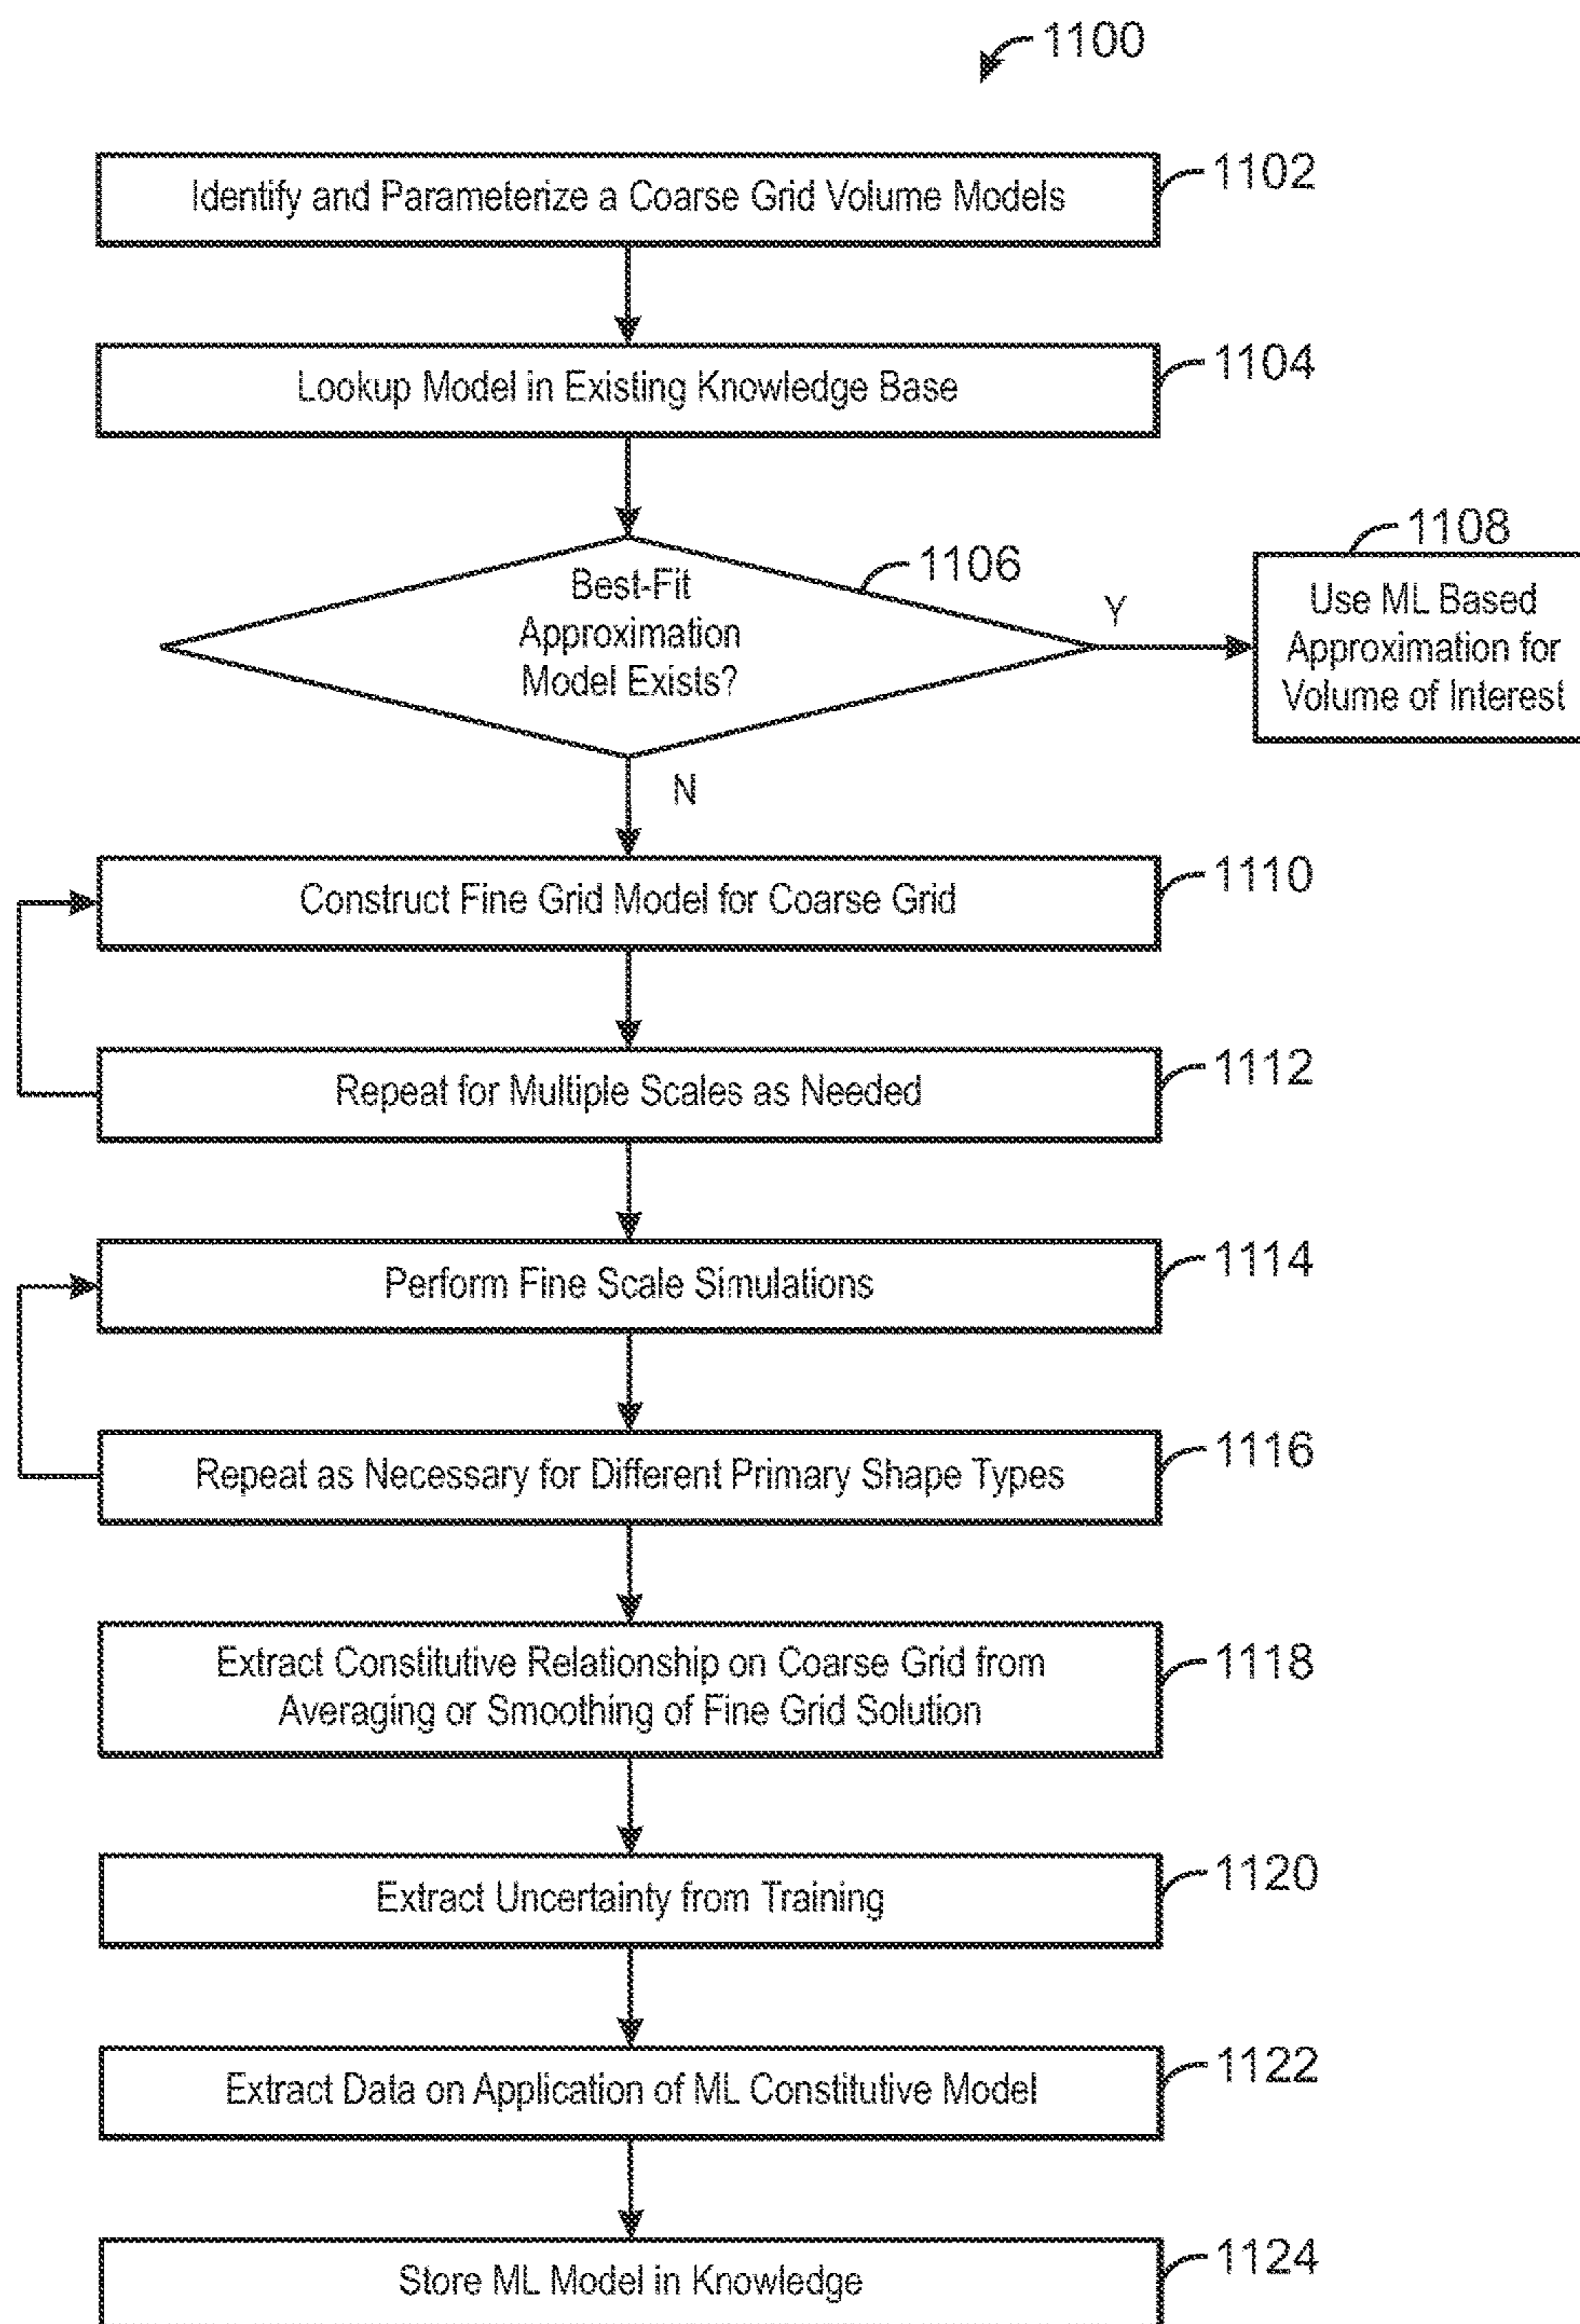 1100
Identify and Parameterize a Coarse Grid Volume Models
1102
Lookup Model in Existing Knowledge Base
1104
Best-Fit
Approximation
Model Exists?
1106
Y
1108
Use ML Based
Approximation for
Volume of Interest
N
Construct Fine Grid Model for Coarse Grid
1110
Repeat for Multiple Scales as Needed
1112
Perform Fine Scale Simulations
1114
Repeat as Necessary for Different Primary Shape Types
1116
Extract Constitutive Relationship on Coarse Grid from
Averaging or Smoothing of Fine Grid Solution
1118
Extract Uncertainty from Training
1120
Extract Data on Application of ML Constitutive Model
1122
Store ML Model in Knowledge
1124